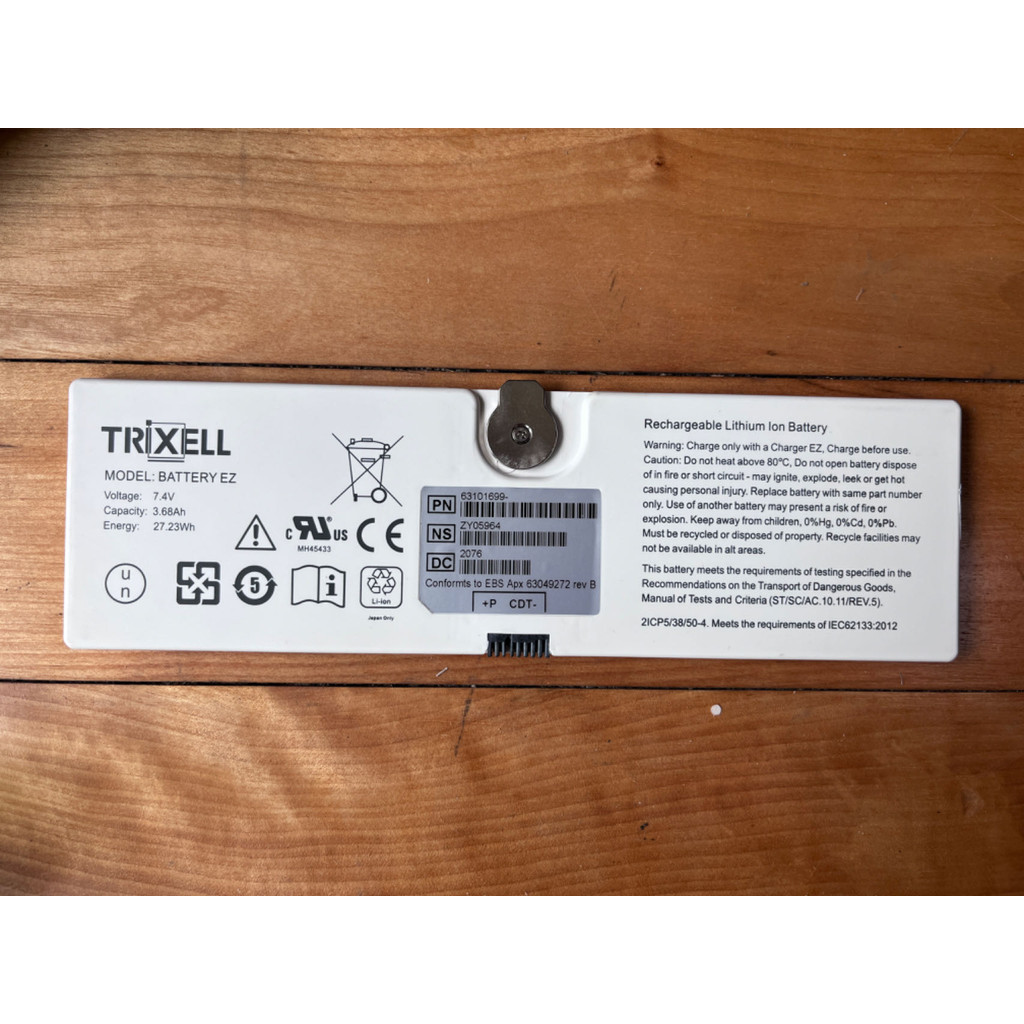 TRIXELL
MODEL: BATTERY EZ
Voltage: 7.4V
Capacity: 3.68Ah
Energy: 27.23Wh
C RU US
MH45433
CE
un
5
i
Li-ion
Japan Only
PN 63101699-
NS ZY05964
DC 2076
Conformts to EBS Apx 63049272 rev B
+P CDT-
Rechargeable Lithium Ion Battery
Warning: Charge only with a Charger EZ, Charge before use.
Caution: Do not heat above 80ºC, Do not open battery dispose
of in fire or short circuit - may ignite, explode, leek or get hot
causing personal injury. Replace battery with same part number
only. Use of another battery may present a risk of fire or
explosion. Keep away from children, 0%Hg, 0%Cd, 0%Pb.
Must be recycled or disposed of property. Recycle facilities may
not be available in alt areas.
This battery meets the requirements of testing specified in the
Recommendations on the Transport of Dangerous Goods,
Manual of Tests and Criteria (ST/SC/AC.10.11/REV.5).
2ICP5/38/50-4. Meets the requirements of IEC62133:2012